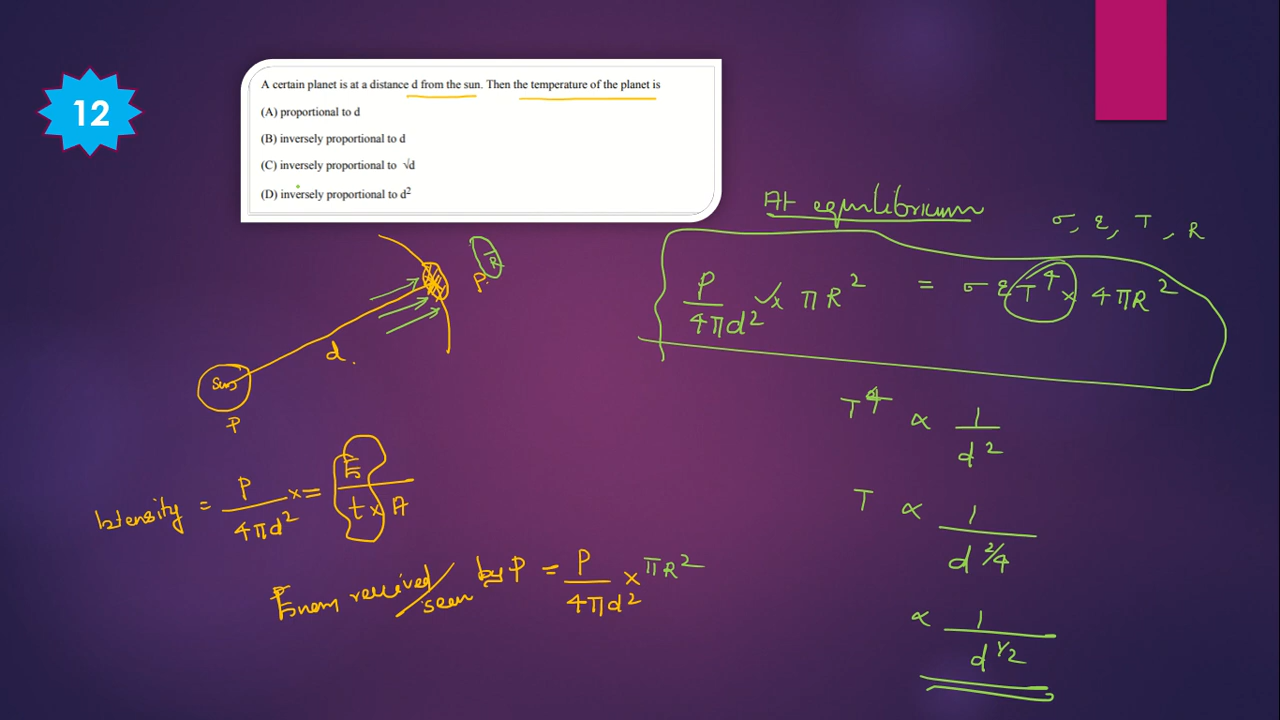 12
A certain planet is at a distance d from the sun. Then the temperature of the planet is
(A) proportional to d
(B) inversely proportional to d
(C) inversely proportional to √d
(D) inversely proportional to d²
At equilibrium
σ, ε, T, R
P/4πd² × πR² = σ ε T⁴ × 4πR²
P. R
d.
Sun
P
T⁴ ∝ 1/d²
Intensity = P/4πd² × = E/t × A
T ∝ 1/d^2/4
received/seen by P = P/4πd² × πR²
∝ 1/d^1/2